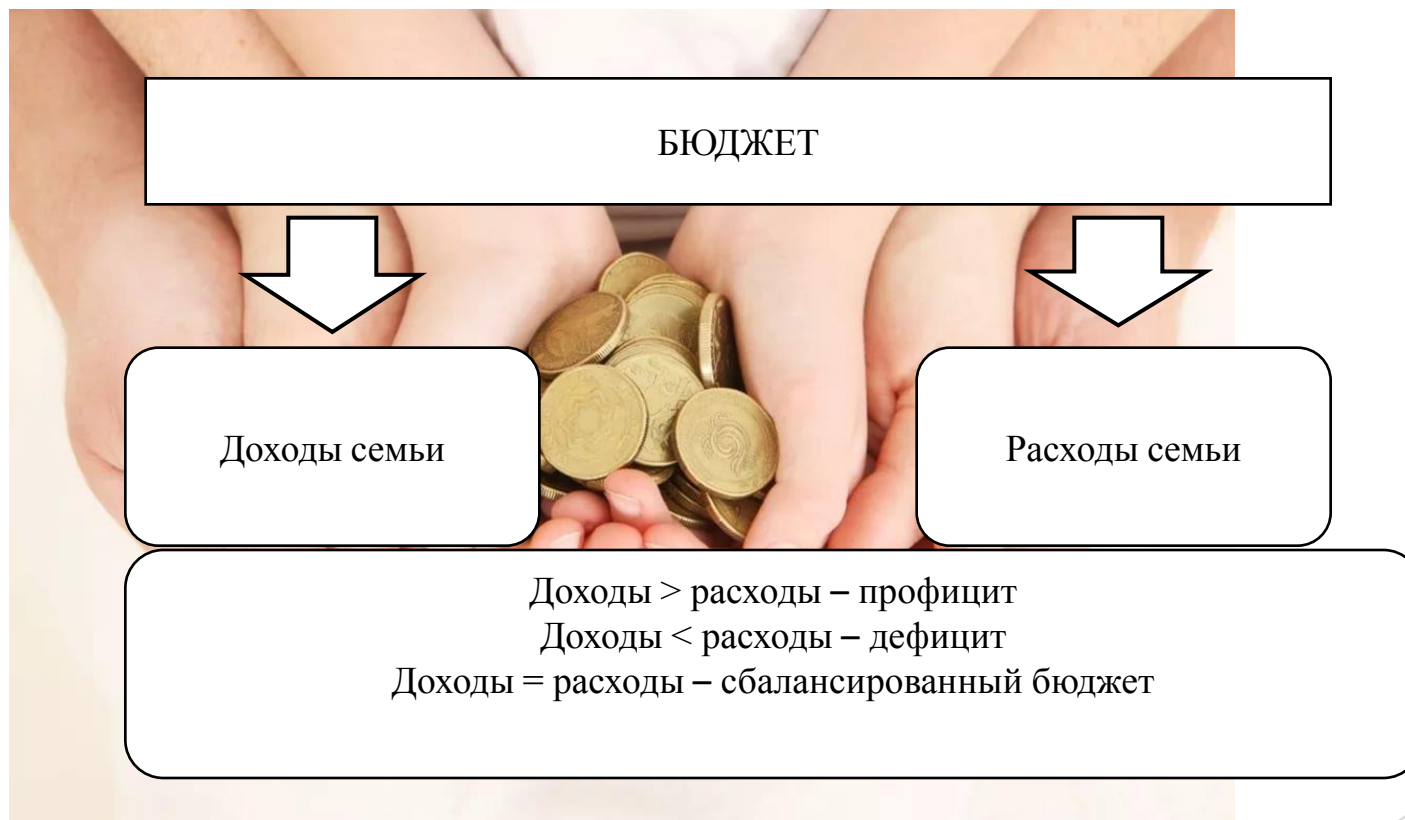 БЮДЖЕТ
Доходы семьи
Расходы семьи
Доходы > расходы – профицит
Доходы < расходы – дефицит
Доходы = расходы – сбалансированный бюджет